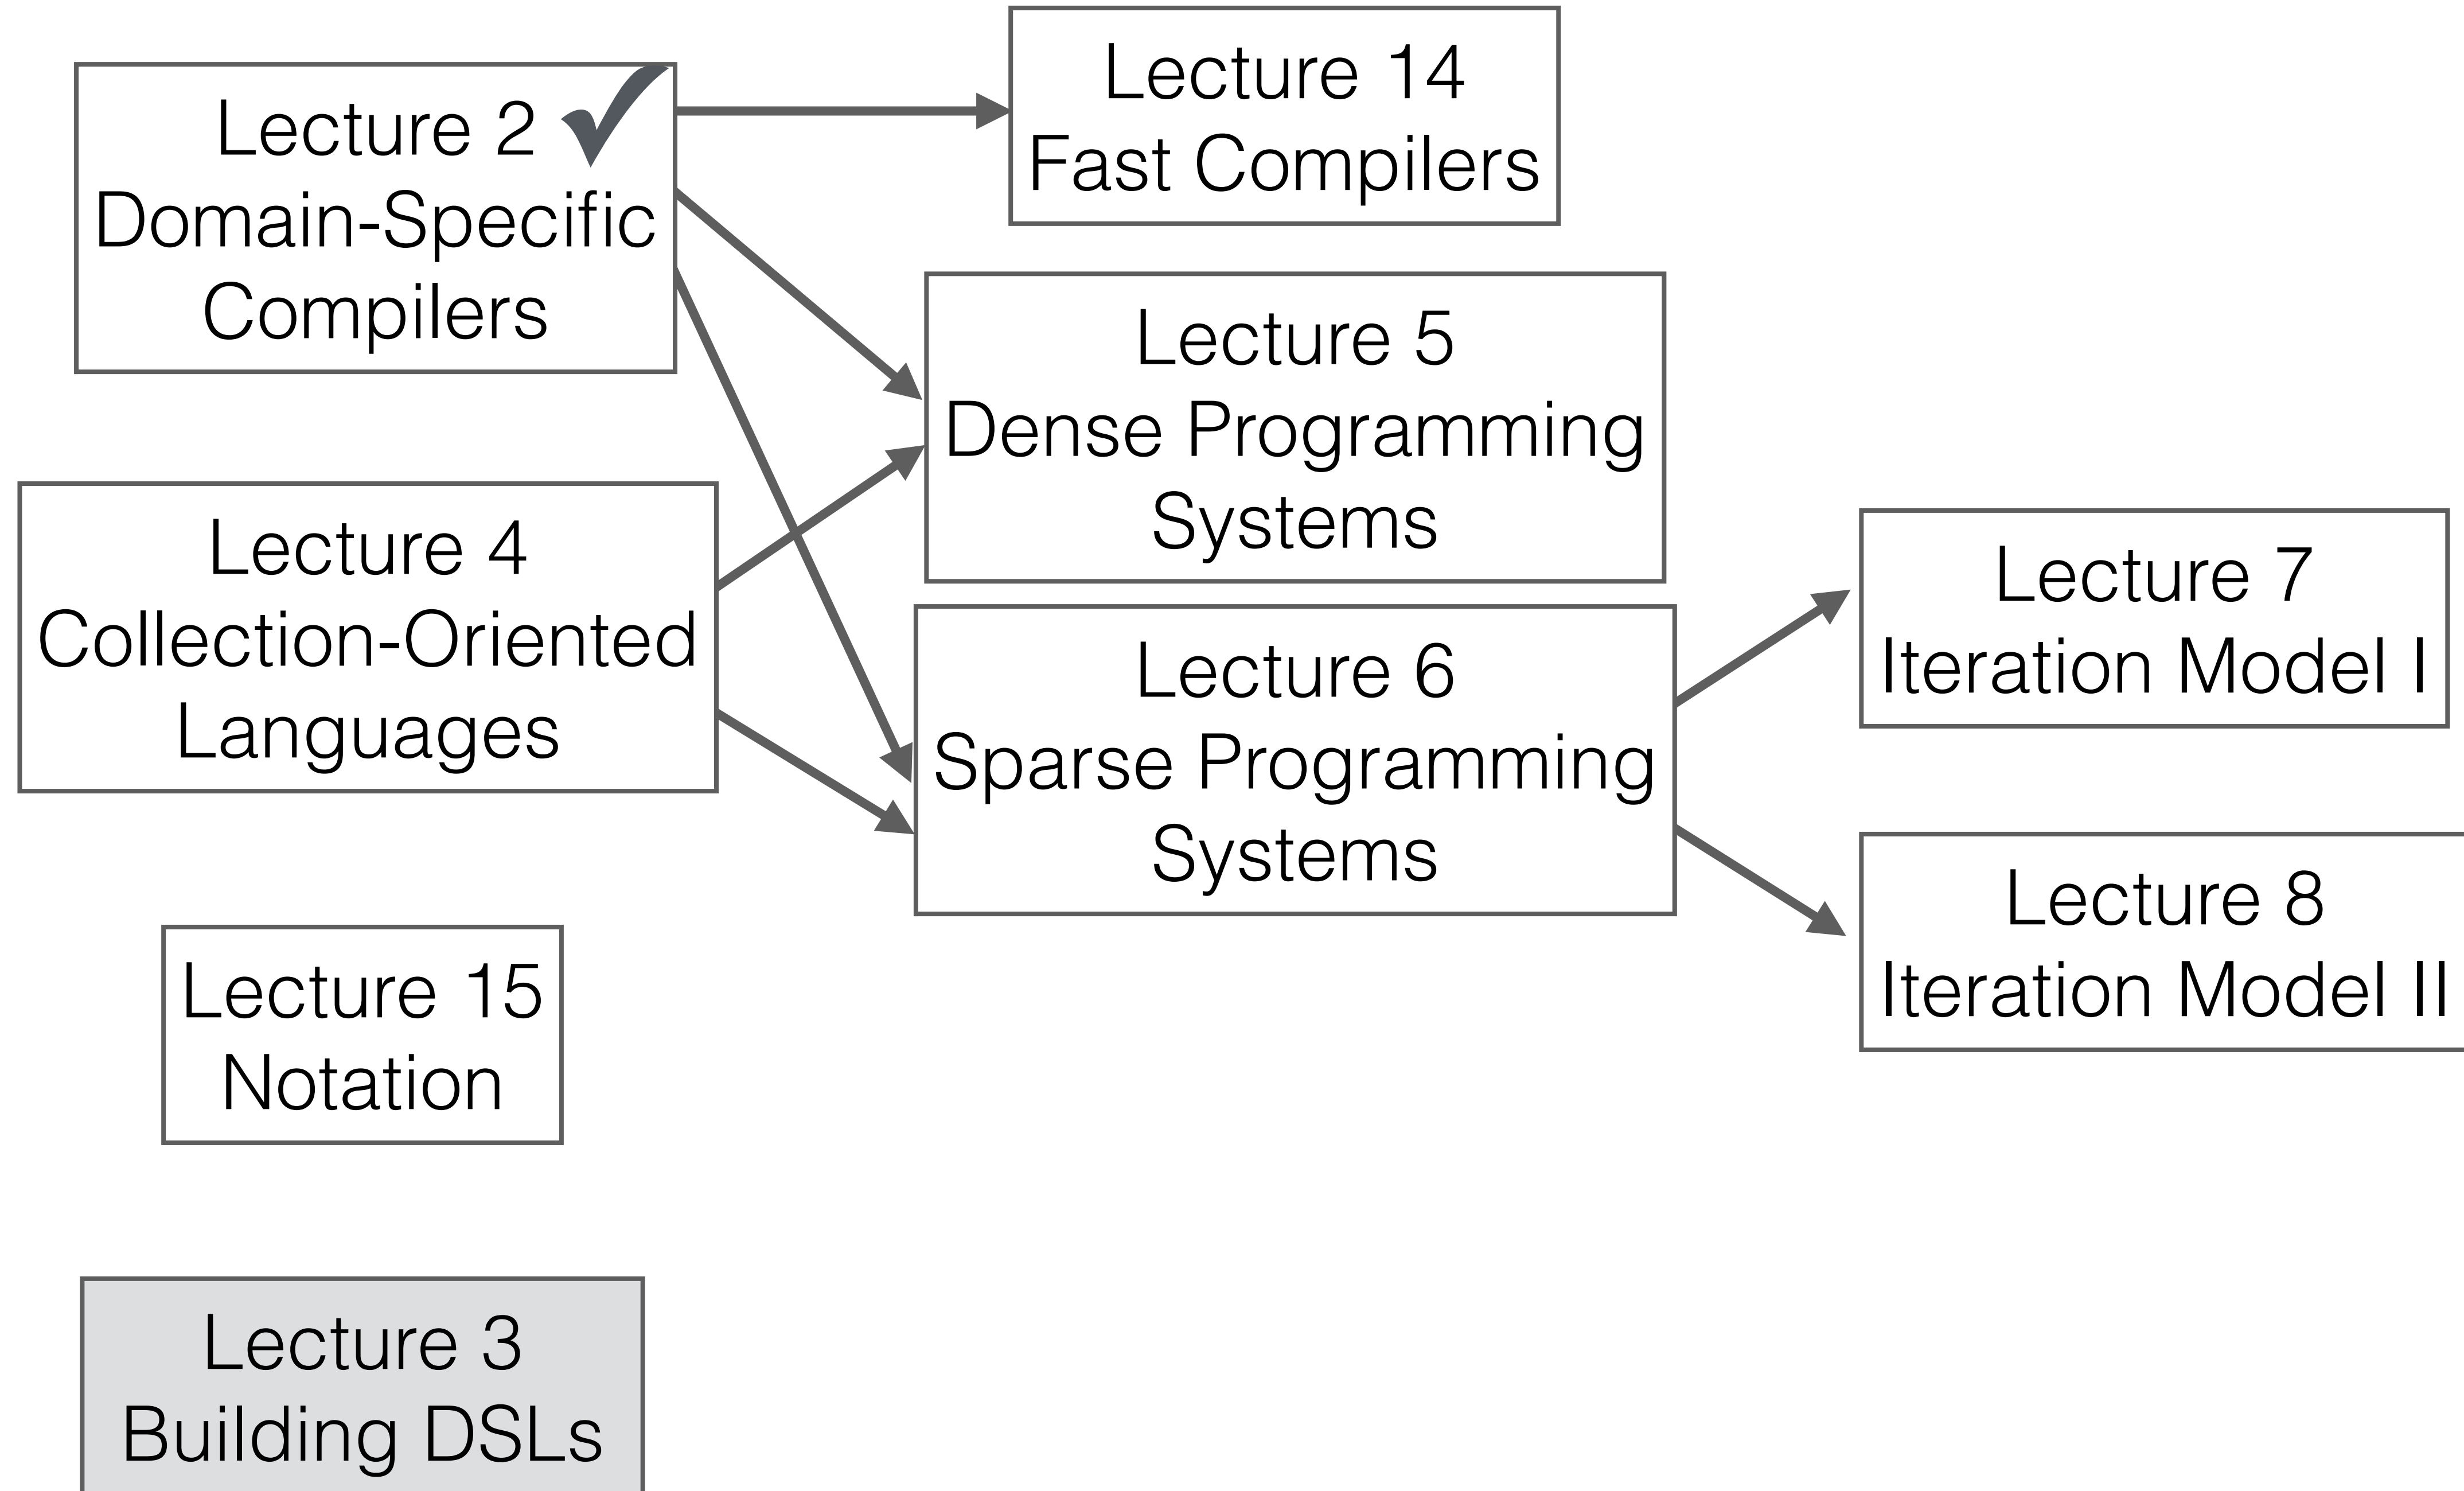 Lecture 2
Domain-Specific
Compilers
Lecture 14
Fast Compilers
Lecture 5
Dense Programming
Systems
Lecture 4
Collection-Oriented
Languages
Lecture 6
Sparse Programming
Systems
Lecture 7
Iteration Model I
Lecture 8
Iteration Model II
Lecture 15
Notation
Lecture 3
Building DSLs